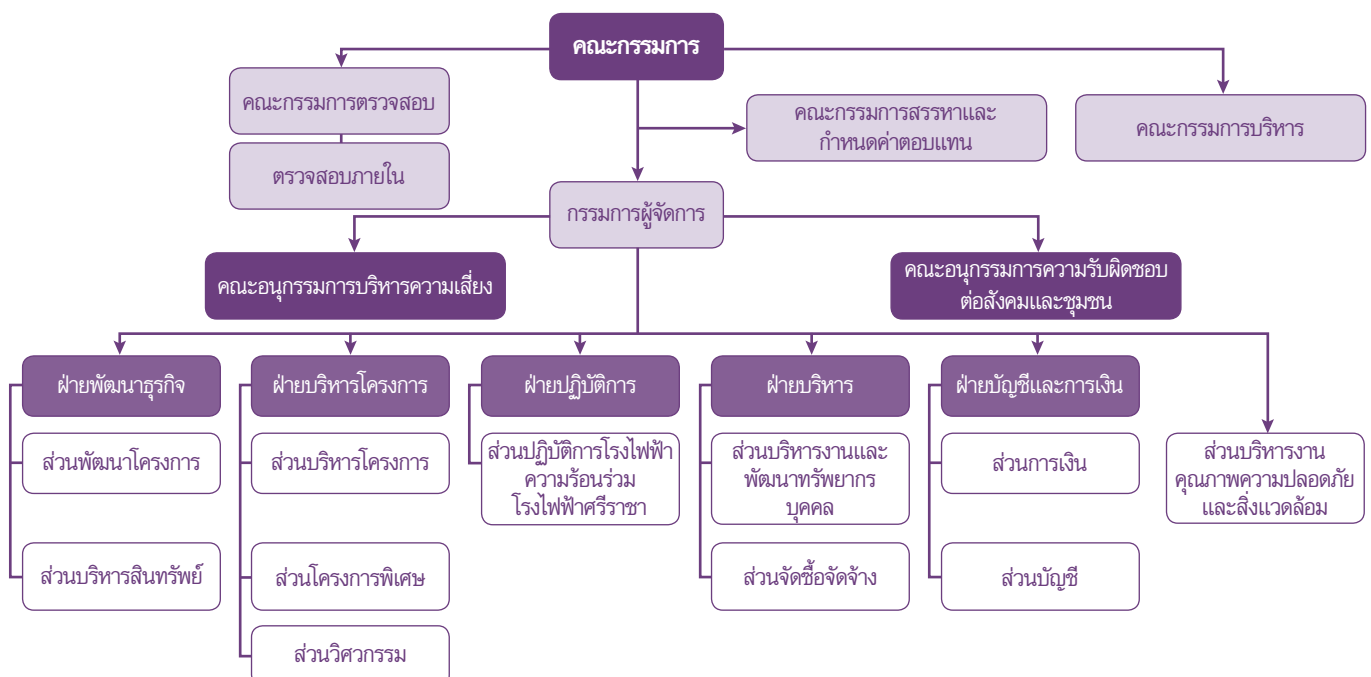 คณะกรรมการ
คณะกรรมการตรวจสอบ
คณะกรรมการสรรหาและ
กำหนดค่าตอบแทน
คณะกรรมการบริหาร
ตรวจสอบภายใน
กรรมการผู้จัดการ
คณะอนุกรรมการบริหารความเสี่ยง
คณะอนุกรรมการความรับผิดชอบ
ต่อสังคมและชุมชน
ฝ่ายพัฒนาธุรกิจ
ฝ่ายบริหารโครงการ
ฝ่ายปฏิบัติการ
ฝ่ายบริหาร
ฝ่ายบัญชีและการเงิน
ส่วนพัฒนาโครงการ
ส่วนบริหารโครงการ
ส่วนปฏิบัติการโรงไฟฟ้า
ความร้อนร่วม
โรงไฟฟ้าศรีราชา
ส่วนบริหารงานและ
พัฒนาทรัพยากร
บุคคล
ส่วนการเงิน
ส่วนบริหารงาน
คุณภาพความปลอดภัย
และสิ่งแวดล้อม
ส่วนบริหารสินทรัพย์
ส่วนโครงการพิเศษ
ส่วนจัดซื้อจัดจ้าง
ส่วนบัญชี
ส่วนวิศวกรรม